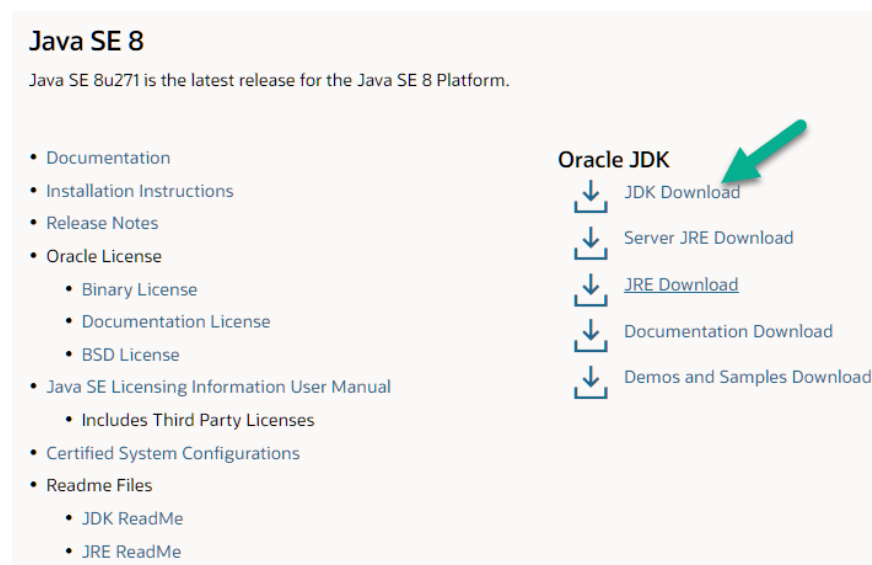 Java SE 8
Java SE 8u271 is the latest release for the Java SE 8 Platform.
• Documentation
• Installation Instructions
• Release Notes
• Oracle License
• Binary License
• Documentation License
• BSD License
• Java SE Licensing Information User Manual
• Includes Third Party Licenses
• Certified System Configurations
• Readme Files
• JDK ReadMe
• JRE ReadMe
Oracle JDK
JDK Download
Server JRE Download
JRE Download
Documentation Download
Demos and Samples Download